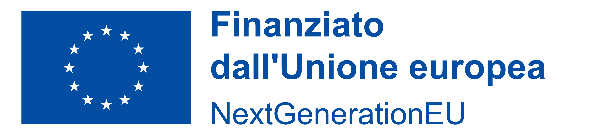 Finanziato
dall'Unione europea
NextGenerationEU